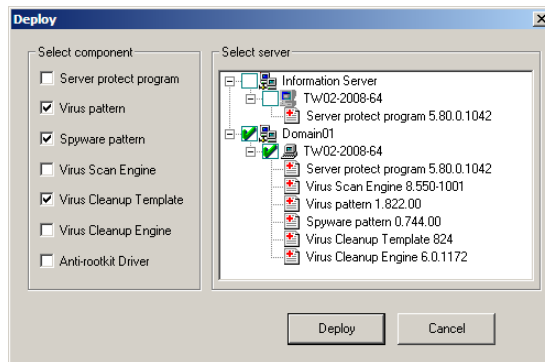 Deploy
Select component
Server protect program
Virus pattern
Spyware pattern
Virus Scan Engine
Virus Cleanup Template
Virus Cleanup Engine
Anti-rootkit Driver
Select server
Information Server
TW02-2008-64
Server protect program 5.80.0.1042
Domain01
TW02-2008-64
Server protect program 5.80.0.1042
Virus Scan Engine 8.550-1001
Virus pattern 1.822.00
Spyware pattern 0.744.00
Virus Cleanup Template 824
Virus Cleanup Engine 6.0.1172
Deploy
Cancel